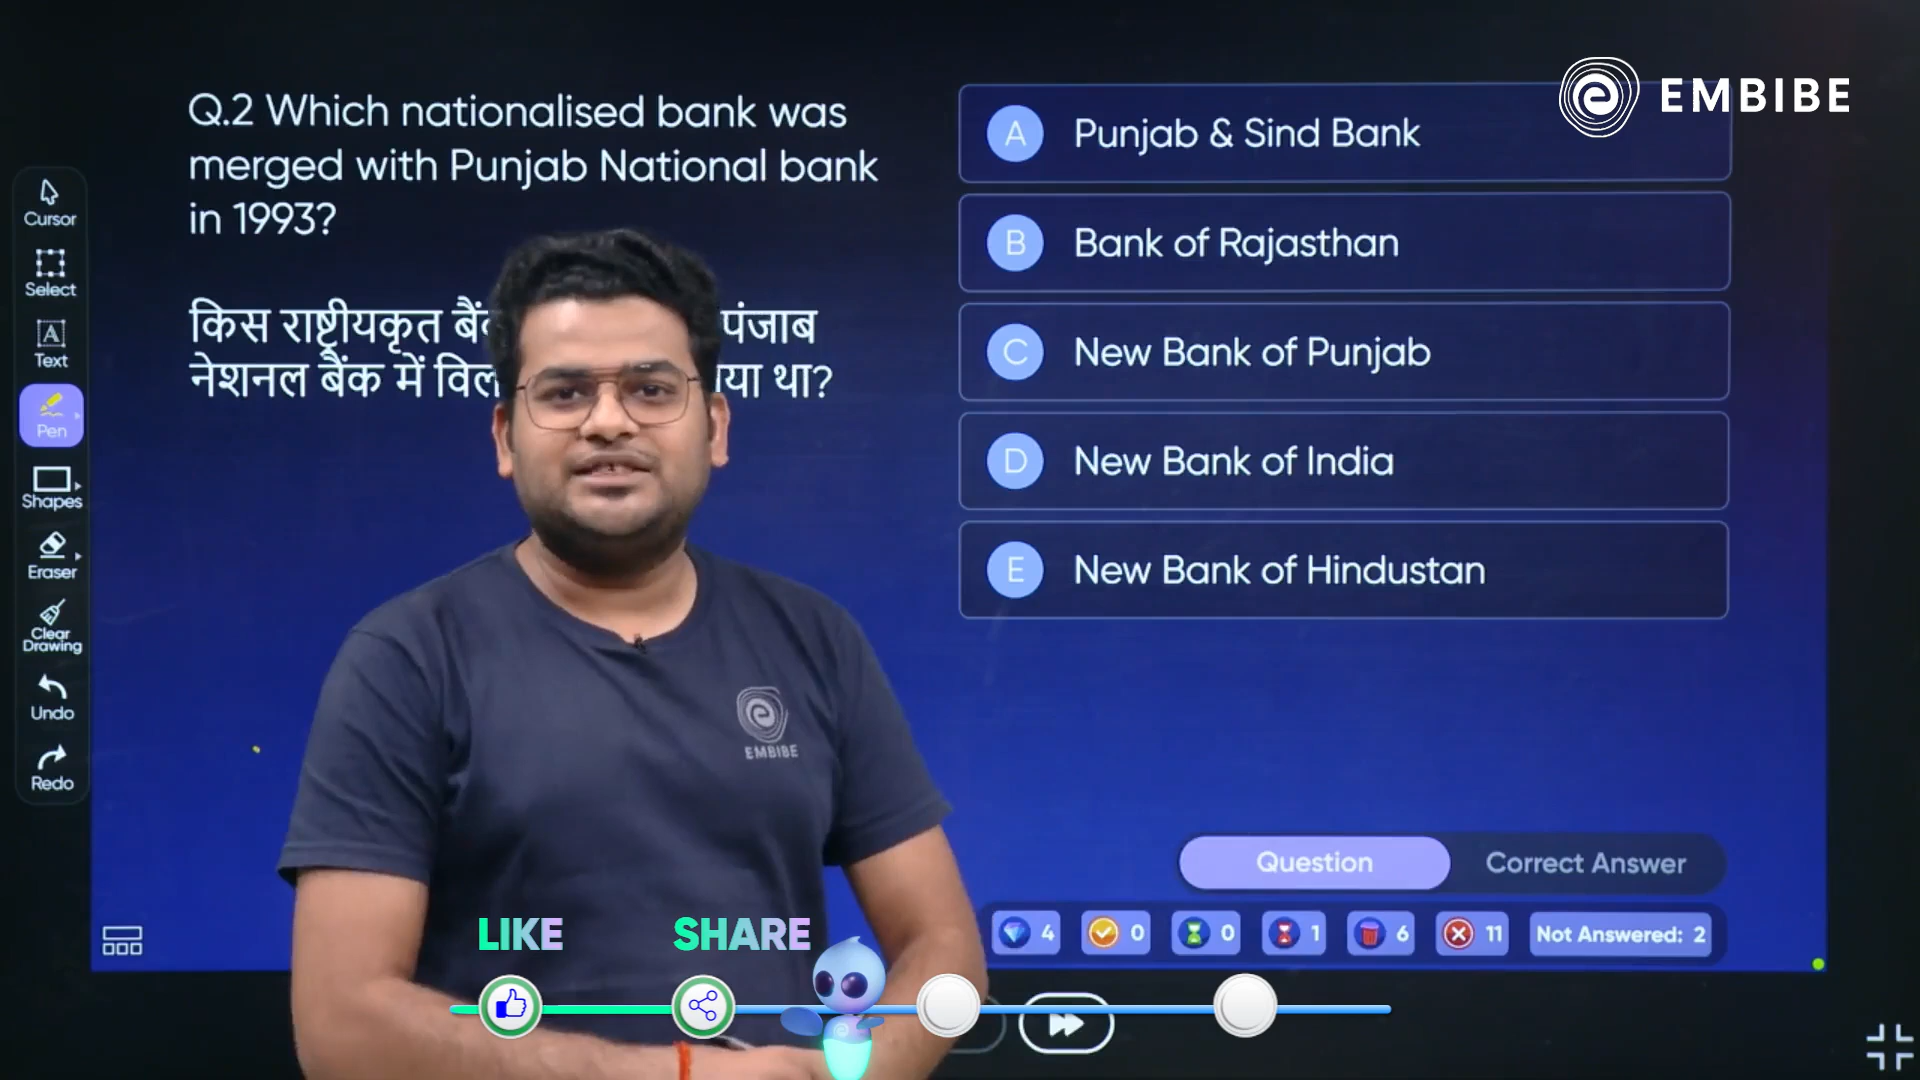 EMBIBE
Q.2 Which nationalised bank was
merged with Punjab National bank
in 1993?
किस राष्ट्रीयकृत पंजाब
नेशनल बैंक में था?
A Punjab & Sind Bank
B Bank of Rajasthan
C New Bank of Punjab
D New Bank of India
E New Bank of Hindustan
Cursor
Select
A
Text
Pen
Shapes
Eraser
Clear
Drawing
Undo
Redo
EMBIBE
Question Correct Answer
4 0 0 1 6 11 Not Answered: 2
LIKE SHARE